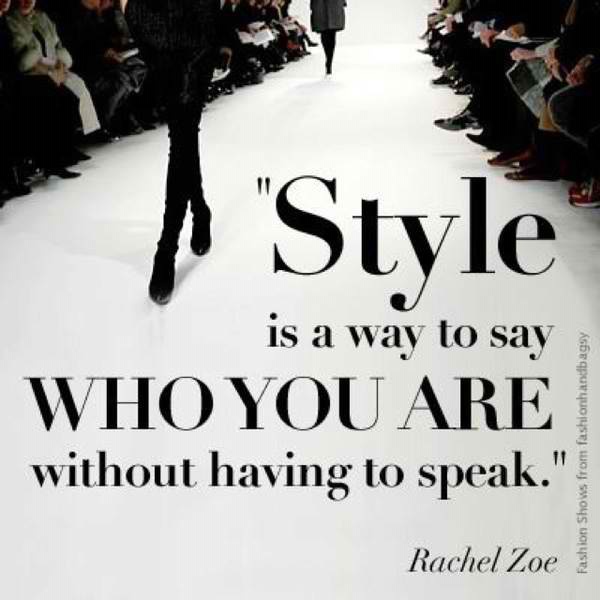 "Style
is a way to say
WHO YOU ARE
without having to speak."
Rachel Zoe
Fashion Shows from fashionhandbagsy